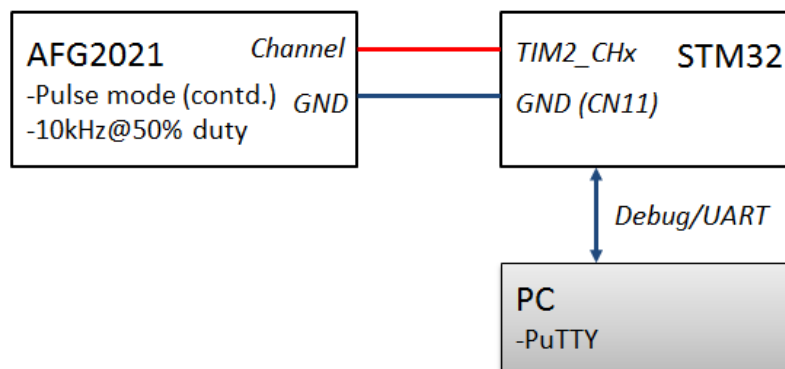 AFG2021
-Pulse mode (contd.)
-10kHz@50% duty
Channel
GND
TIM2_CHx
GND (CN11)
STM32
Debug/UART
PC
-PuTTY